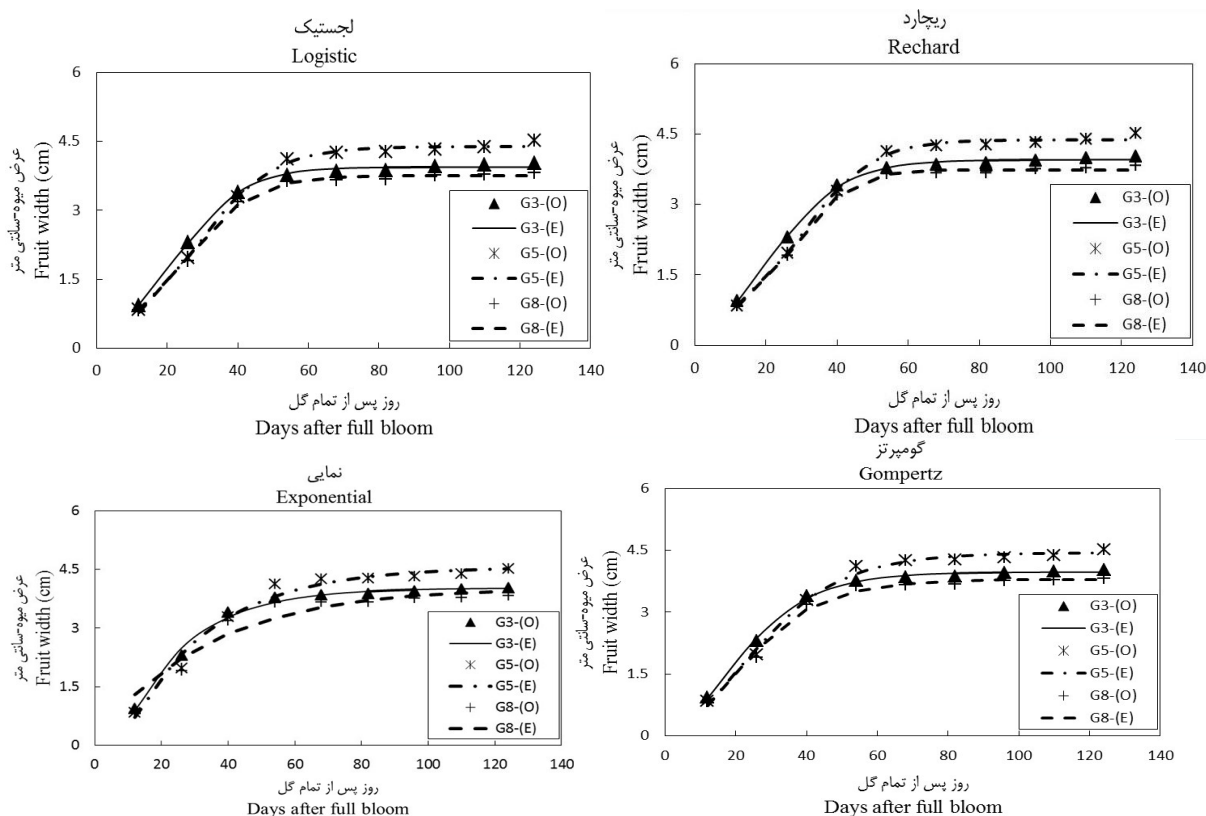 لجستیک
Logistic
عرض میوه-سانتی متر
Fruit width (cm)
6
4.5
3
1.5
0
G3-(O)
G3-(E)
G5-(O)
G5-(E)
G8-(O)
G8-(E)
0 20 40 60 80 100 120 140
روز پس از تمام گل
Days after full bloom
ریچارد
Rechard
عرض میوه-سانتی متر
Fruit width (cm)
6
4.5
3
1.5
0
G3-(O)
G3-(E)
G5-(O)
G5-(E)
G8-(O)
G8-(E)
0 20 40 60 80 100 120 140
روز پس از تمام گل
Days after full bloom
نمایی
Exponential
عرض میوه-سانتی متر
Fruit width (cm)
6
4.5
3
1.5
0
G3-(O)
G3-(E)
G5-(O)
G5-(E)
G8-(O)
G8-(E)
0 20 40 60 80 100 120 140
روز پس از تمام گل
Days after full bloom
گومپرتز
Gompertz
عرض میوه-سانتی متر
Fruit width (cm)
6
4.5
3
1.5
0
G3-(O)
G3-(E)
G5-(O)
G5-(E)
G8-(O)
G8-(E)
0 20 40 60 80 100 120 140
روز پس از تمام گل
Days after full bloom